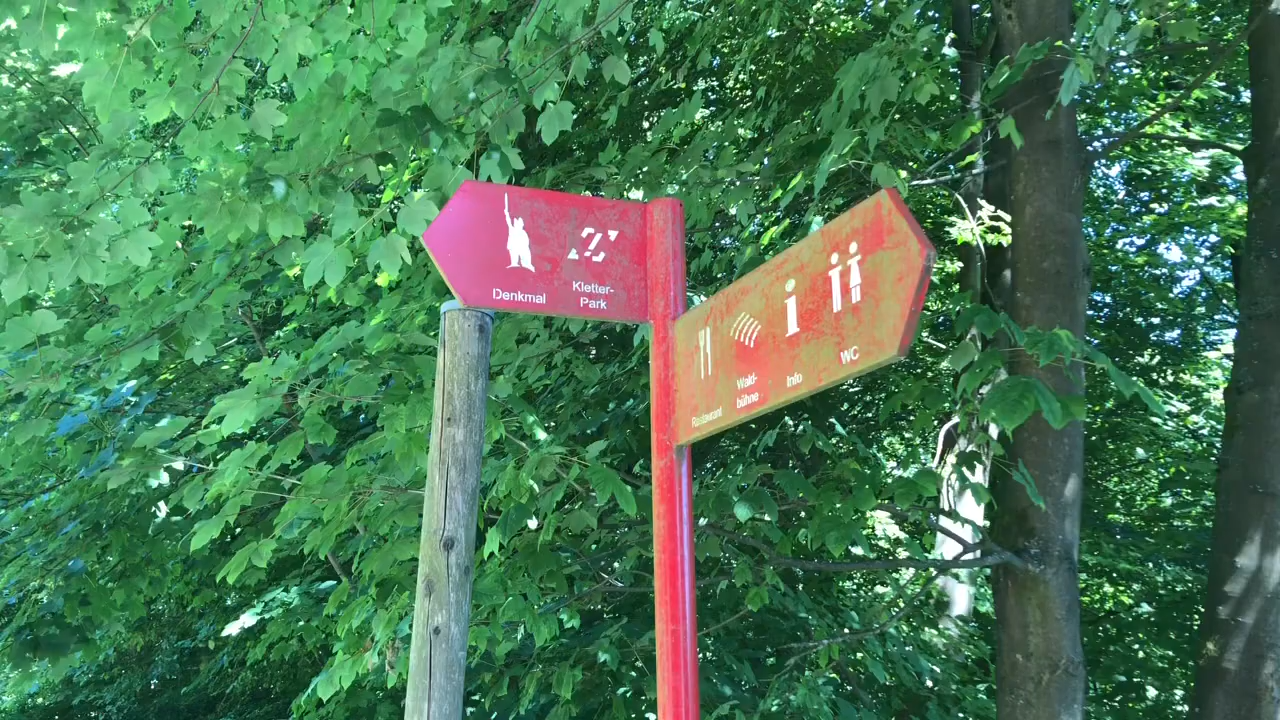 Denkmal
Kletter-
Park
Restaurant
Wald-
bühne
Info
WC